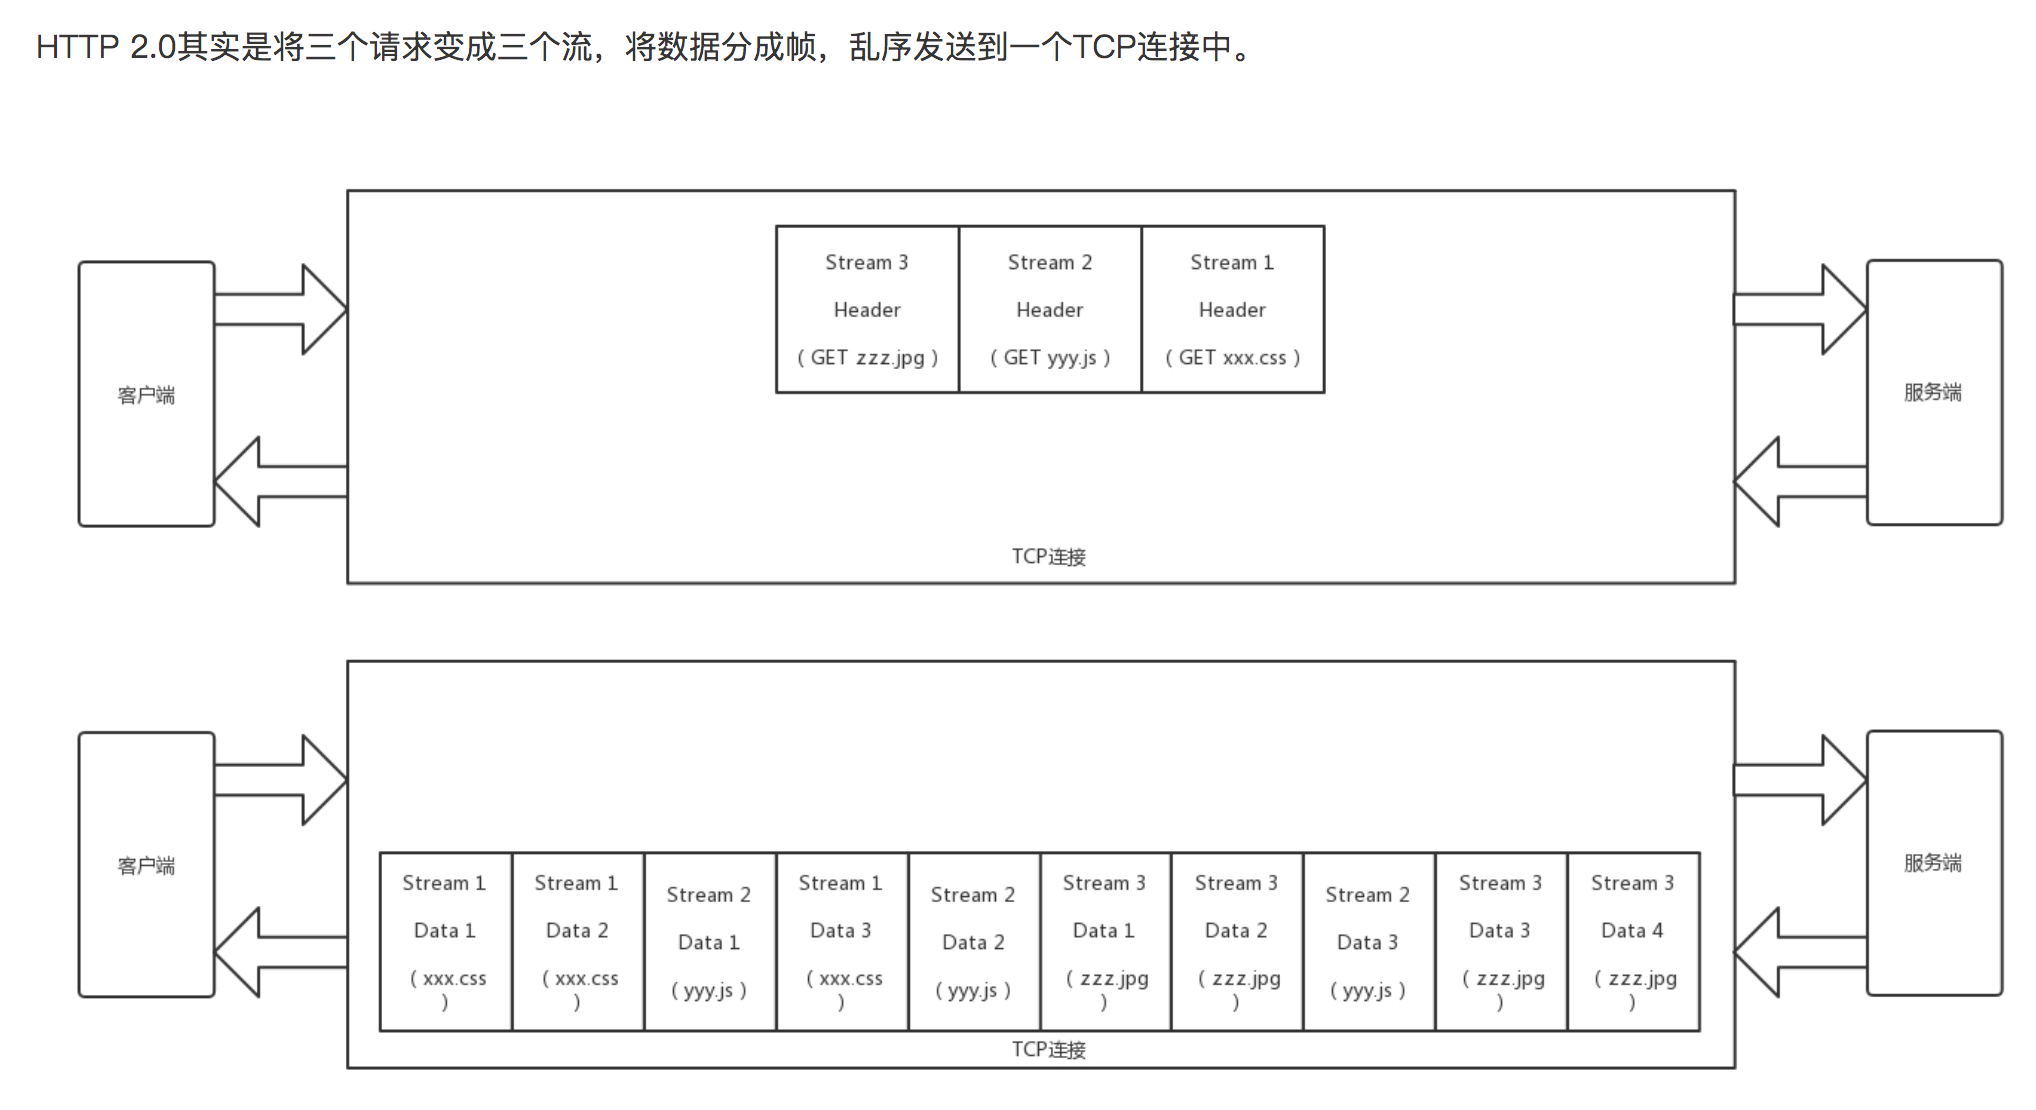 HTTP 2.0其实是将三个请求变成三个流，将数据分成帧，乱序发送到一个TCP连接中。
Stream 3
Header
( GET zzz.jpg )
Stream 2
Header
( GET yyy.js )
Stream 1
Header
( GET xxx.css )
客户端
服务端
TCP连接
客户端
服务端
Stream 1
Data 1
( xxx.css
)
Stream 1
Data 2
( xxx.css
)
Stream 2
Data 1
( yyy.js )
Stream 1
Data 3
( xxx.css
)
Stream 2
Data 2
( yyy.js )
Stream 3
Data 1
( zzz.jpg
)
Stream 3
Data 2
( zzz.jpg
)
Stream 2
Data 3
( yyy.js )
Stream 3
Data 3
( zzz.jpg
)
Stream 3
Data 4
( zzz.jpg
)
TCP连接